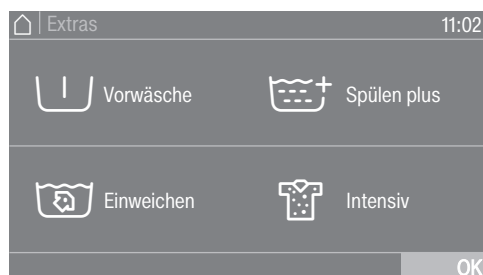 Extras 11:02
Vorwäsche Spülen plus
Einweichen Intensiv
OK